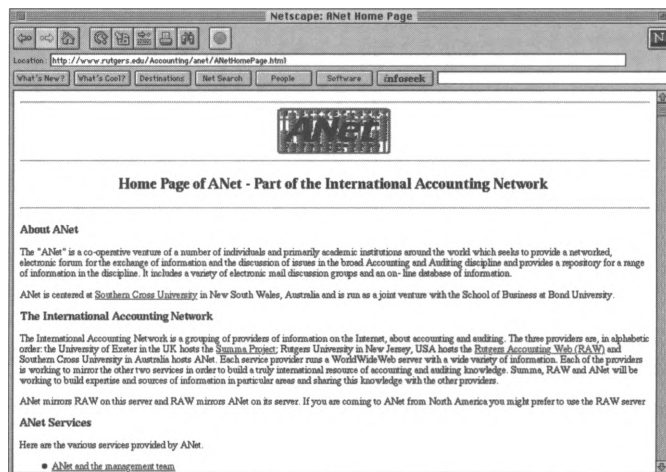 Netscape: ANet Home Page
N
Location: http://www.rutgers.edu/Accounting/anet/ANetHomePage.html
What's New? What's Cool? Destinations Net Search People Software infoseek
ANet
Home Page of ANet - Part of the International Accounting Network
About ANet
The "ANet" is a co-operative venture of a number of individuals and primarily academic institutions around the world which seeks to provide a networked,
electronic forum for the exchange of information and the discussion of issues in the broad Accounting and Auditing discipline and provides a repository for a range
of information in the discipline. It includes a variety of electronic mail discussion groups and an on- line database of information.
ANet is centered at Southern Cross University in New South Wales, Australia and is run as a joint venture with the School of Business at Bond University.
The International Accounting Network
The International Accounting Network is a grouping of providers of information on the Internet, about accounting and auditing. The three providers are, in alphabetic
order: the University of Exeter in the UK hosts the Summa Project; Rutgers University in New Jersey, USA hosts the Rutgers Accounting Web (RAW) and
Southern Cross University in Australia hosts ANet. Each service provider runs a WorldWideWeb server with a wide variety of information. Each of the providers
is working to mirror the other two services in order to build a truly international resource of accounting and auditing knowledge. Summa, RAW and ANet will be
working to build expertise and sources of information in particular areas and sharing this knowledge with the other providers.
ANet mirrors RAW on this server and RAW mirrors ANet on its server. If you are coming to ANet from North America you might prefer to use the RAW server
ANet Services
Here are the various services provided by ANet.
● ANet and the management team